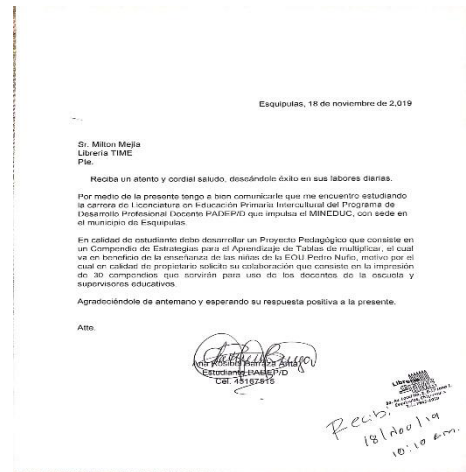 Esquipulas, 18 de noviembre de 2,019
Sr. Milton Mejía
Librería TIME
Pte.
Reciba un atento y cordial saludo, deseándole éxito en sus labores diarias.
Por medio de la presente tengo a bien comunicarle que me encuentro estudiando
la carrera de Licenciatura en Educación Primaria Intercultural del Programa de
Desarrollo Profesional Docente PADEP/D que impulsa el MINEDUC, con sede en
el municipio de Esquipulas.
En calidad de estudiante debo desarrollar un Proyecto Pedagógico que consiste en
un Compendio de Estrategias para el Aprendizaje de Tablas de multiplicar, el cual
va en beneficio de la enseñanza de las niñas de la EOU Pedro Nufio, motivo por el
cual en calidad de propietario solicito su colaboración que consiste en la impresión
de 30 compendios que servirán para uso de los docentes de la escuela y
supervisores educativos.
Agradeciéndole de antemano y esperando su respuesta positiva a la presente.
Atte.
Estudiante PADEP/D
Cel. 45167815
Recibí
18/Nov/19
10:10 am.